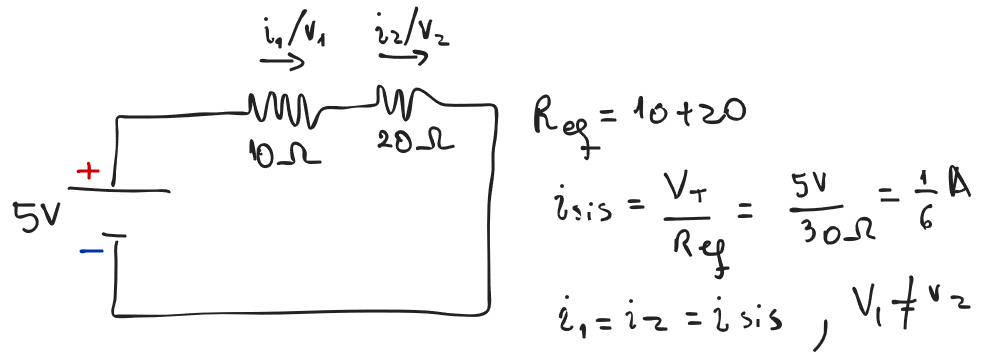 i₁/v₁ i₂/v₂
10Ω 20Ω
+
5V
−
Req = 10+20
isis = VT/Req = 5V/30Ω = 1/6 A
i₁ = i₂ = isis , V₁ ≠ v₂